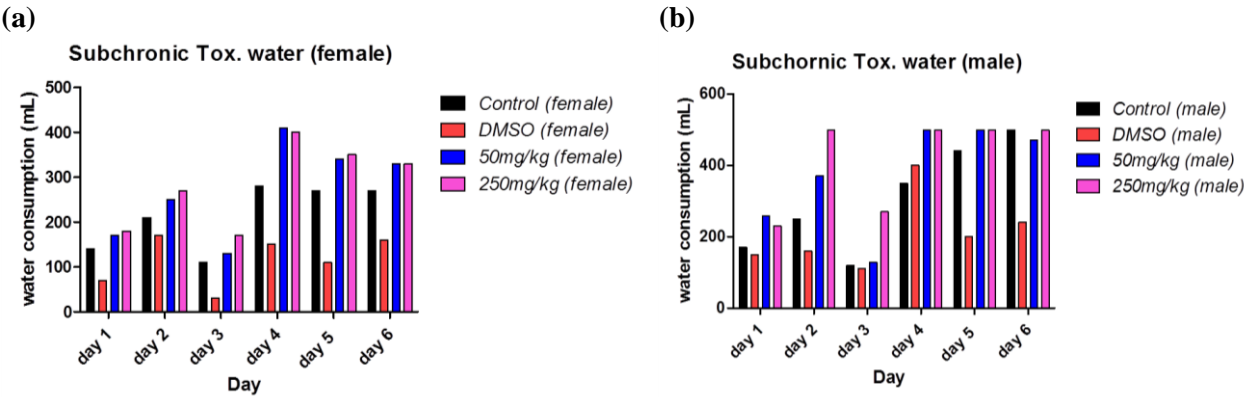 (a)
Subchronic Tox. water (female)
water consumption (mL)
500
400
300
200
100
0
day 1
day 2
day 3
day 4
day 5
day 6
Day
Control (female)
DMSO (female)
50mg/kg (female)
250mg/kg (female)
(b)
Subchornic Tox. water (male)
water consumption (mL)
600
400
200
0
day 1
day 2
day 3
day 4
day 5
day 6
Day
Control (male)
DMSO (male)
50mg/kg (male)
250mg/kg (male)